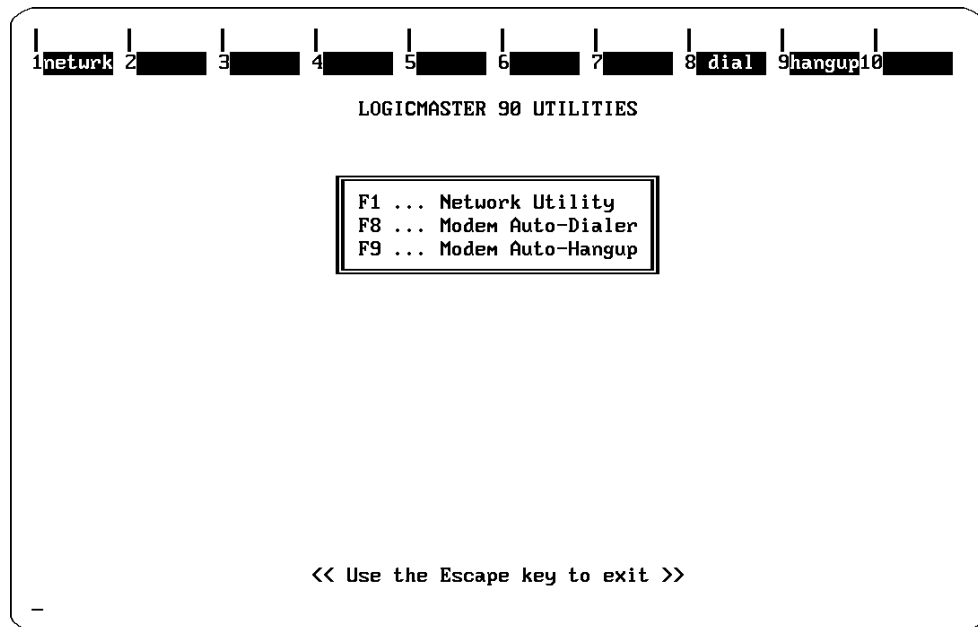 1netwrk 2 3 4 5 6 7 8 dial 9hangup10
LOGICMASTER 90 UTILITIES
F1 ... Network Utility
F8 ... Modem Auto-Dialer
F9 ... Modem Auto-Hangup
<< Use the Escape key to exit >>
_